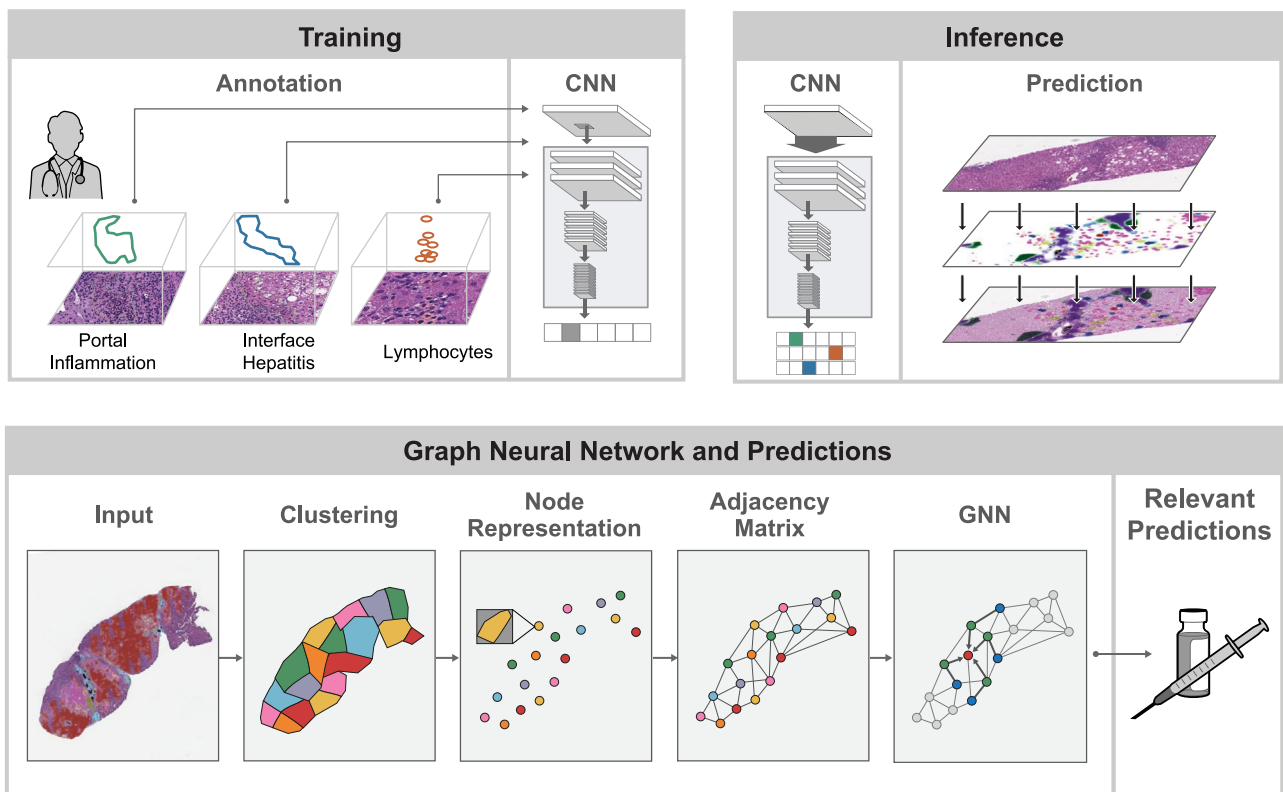 Training
Annotation
CNN
Portal
Inflammation
Interface
Hepatitis
Lymphocytes
Inference
CNN
Prediction
Graph Neural Network and Predictions
Input
Clustering
Node
Representation
Adjacency
Matrix
GNN
Relevant
Predictions